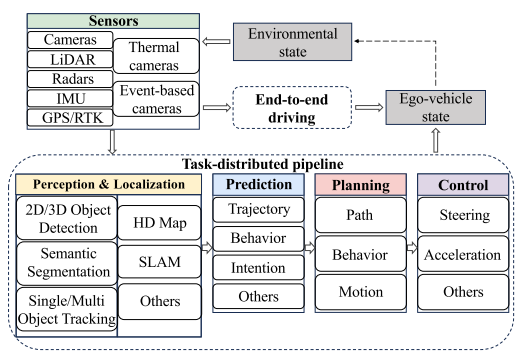 Sensors
Cameras
LiDAR
Radars
IMU
GPS/RTK
Thermal
cameras
Event-based
cameras
Environmental
state
End-to-end
driving
Ego-vehicle
state
Task-distributed pipeline
Perception & Localization
2D/3D Object
Detection
Semantic
Segmentation
Single/Multi
Object Tracking
HD Map
SLAM
Others
Prediction
Trajectory
Behavior
Intention
Others
Planning
Path
Behavior
Motion
Control
Steering
Acceleration
Others